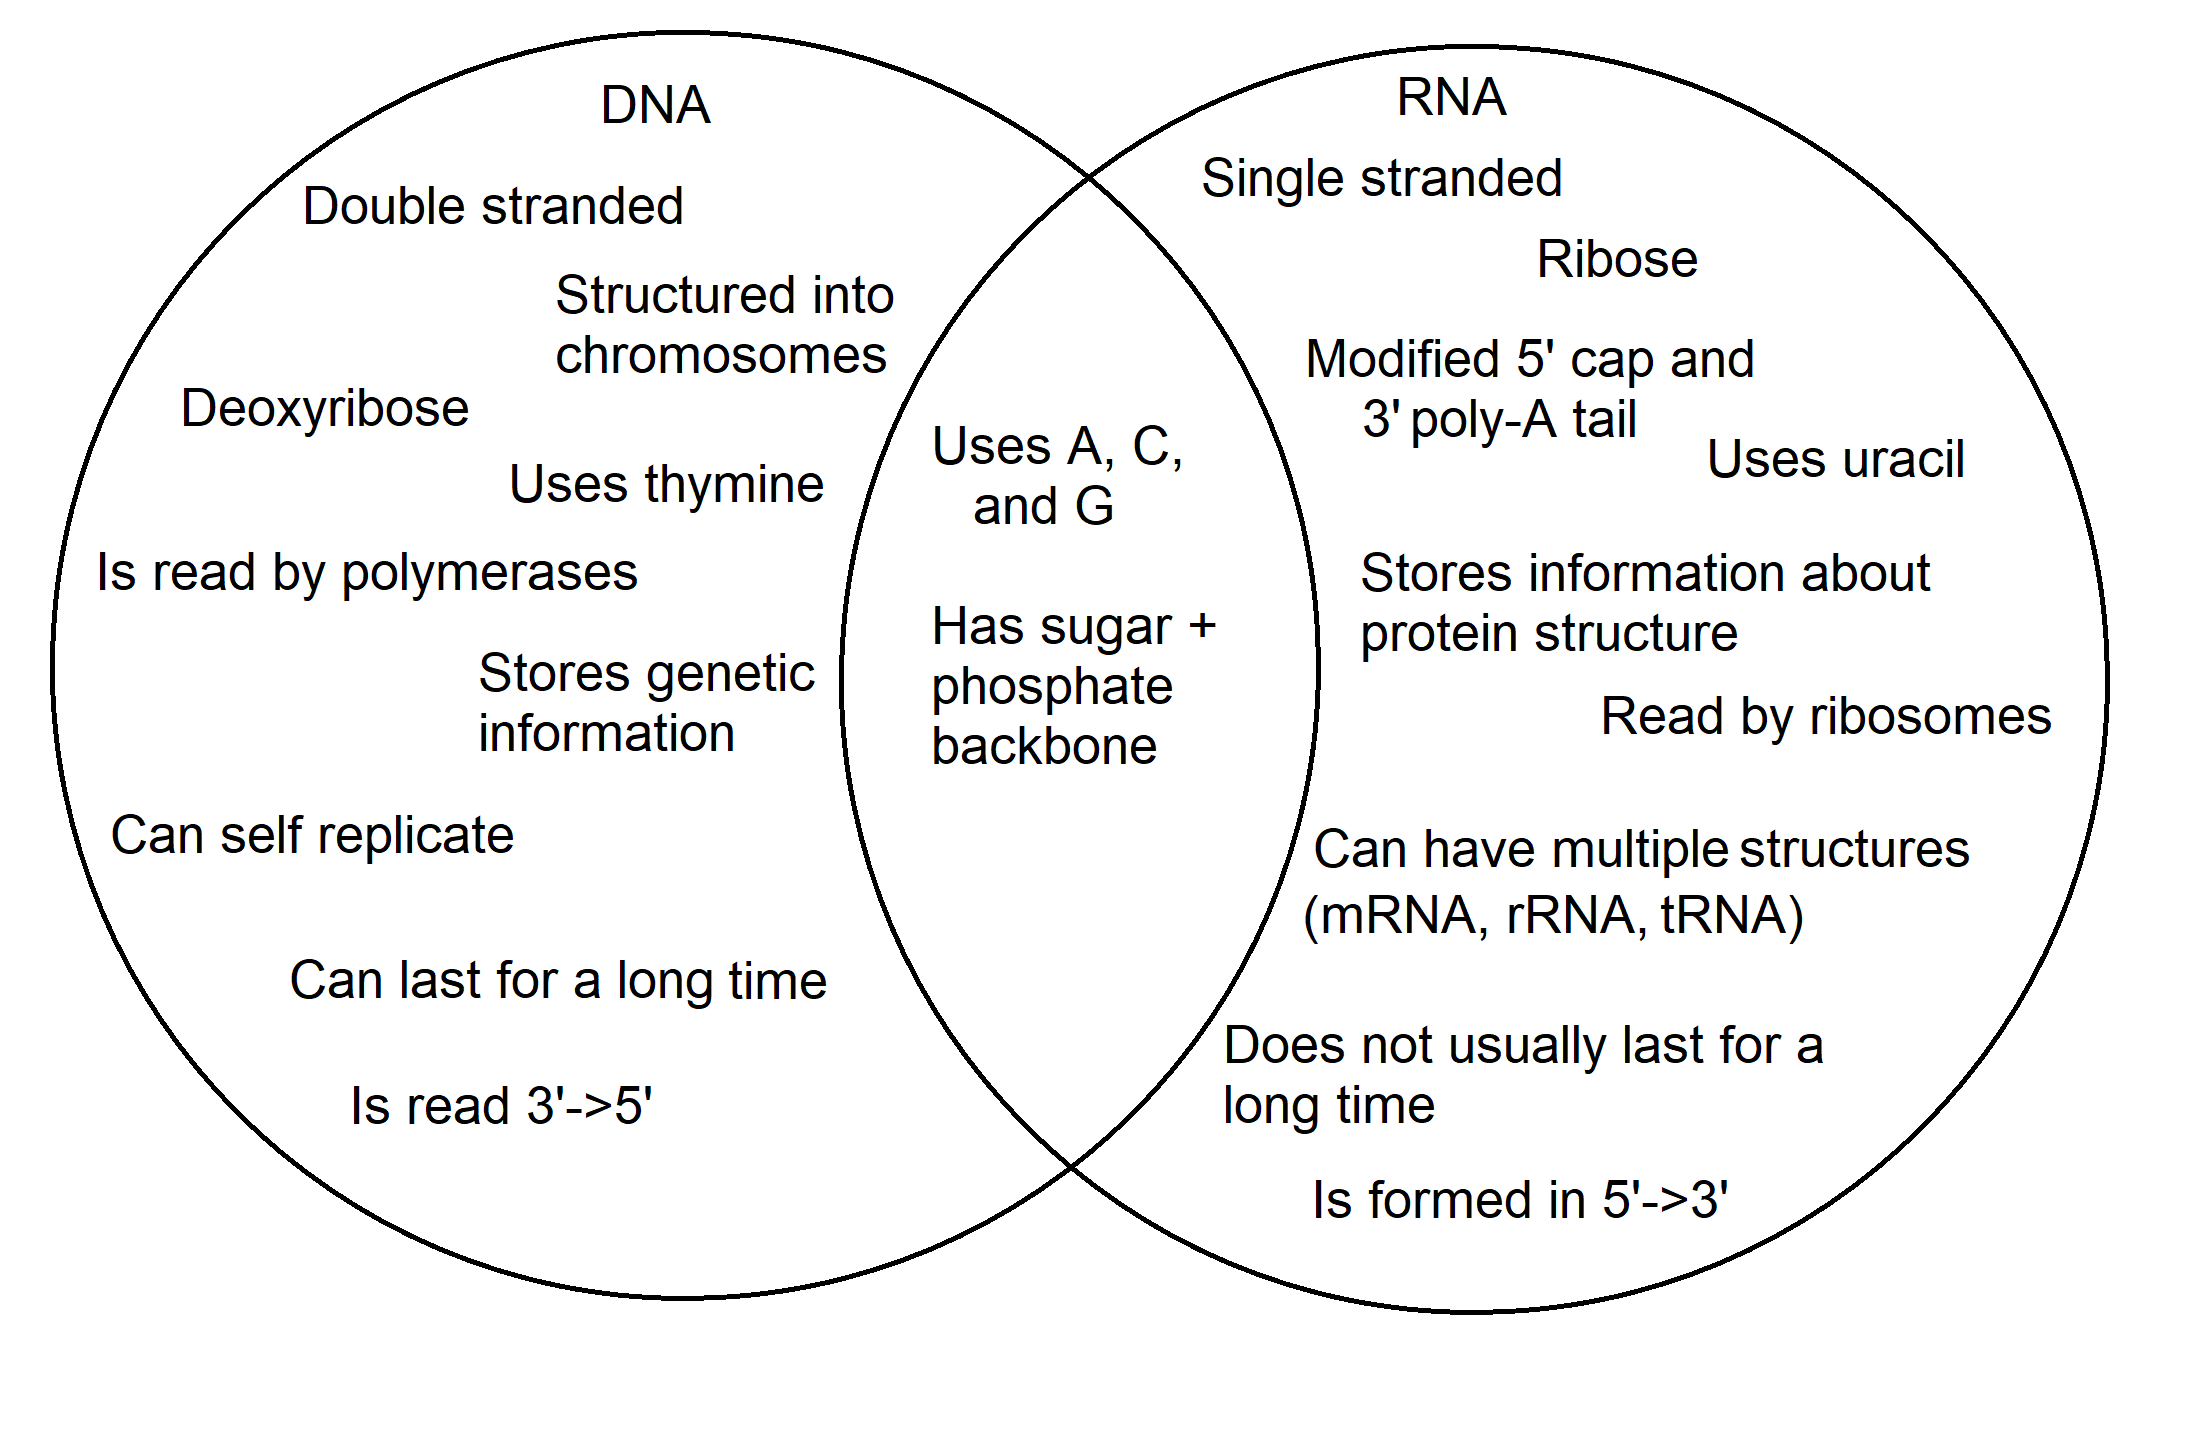 DNA
Double stranded
Structured into
chromosomes
Deoxyribose
Uses thymine
Is read by polymerases
Stores genetic
information
Can self replicate
Can last for a long time
Is read 3'->5'
Uses A, C,
and G
Has sugar +
phosphate
backbone
RNA
Single stranded
Ribose
Modified 5' cap and
3' poly-A tail
Uses uracil
Stores information about
protein structure
Read by ribosomes
Can have multiple structures
(mRNA, rRNA, tRNA)
Does not usually last for a
long time
Is formed in 5'->3'